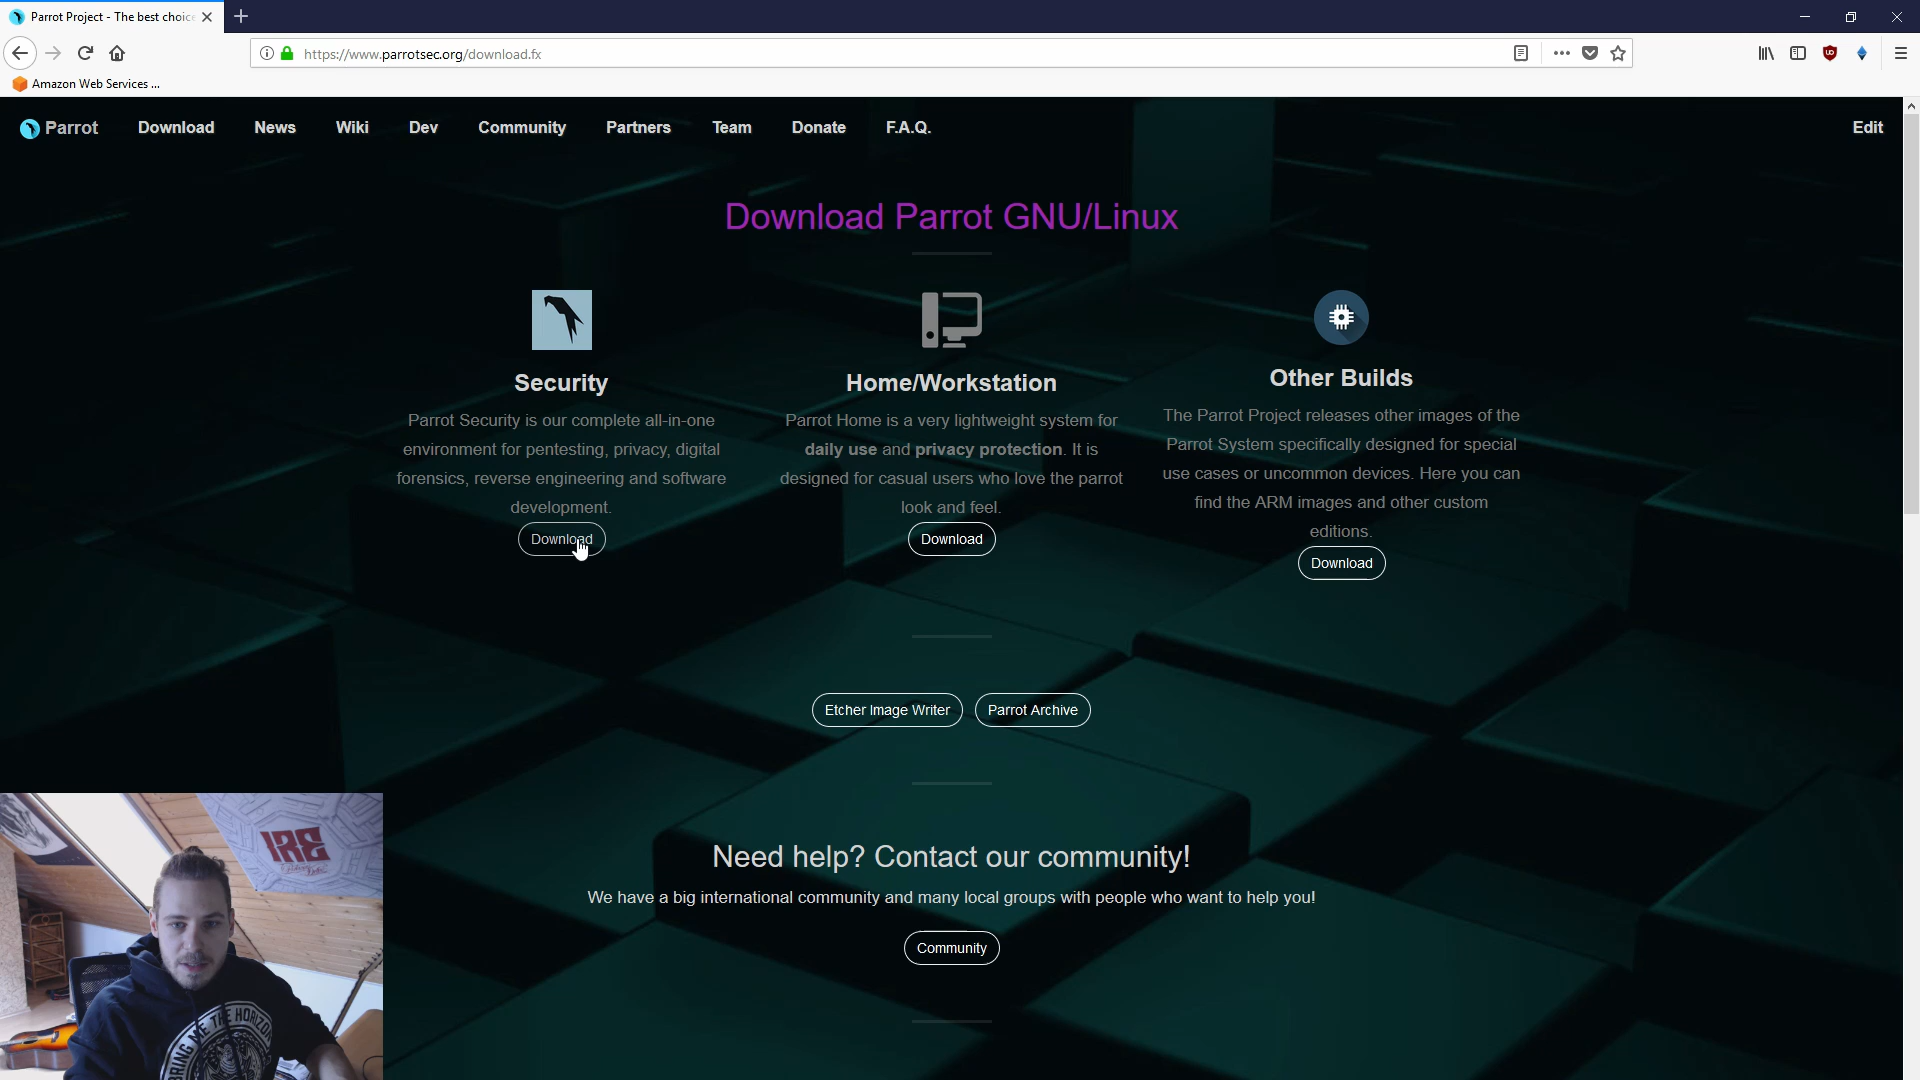 Parrot Project - The best choice
https://www.parrotsec.org/download.fx
Amazon Web Services ...
Parrot
Download
News
Wiki
Dev
Community
Partners
Team
Donate
F.A.Q.
Edit
Download Parrot GNU/Linux
Security
Parrot Security is our complete all-in-one
environment for pentesting, privacy, digital
forensics, reverse engineering and software
development.
Download
Home/Workstation
Parrot Home is a very lightweight system for
daily use and privacy protection. It is
designed for casual users who love the parrot
look and feel.
Download
Other Builds
The Parrot Project releases other images of the
Parrot System specifically designed for special
use cases or uncommon devices. Here you can
find the ARM images and other custom
editions.
Download
Etcher Image Writer
Parrot Archive
Need help? Contact our community!
We have a big international community and many local groups with people who want to help you!
Community
IRE
BRING ME THE HORIZON